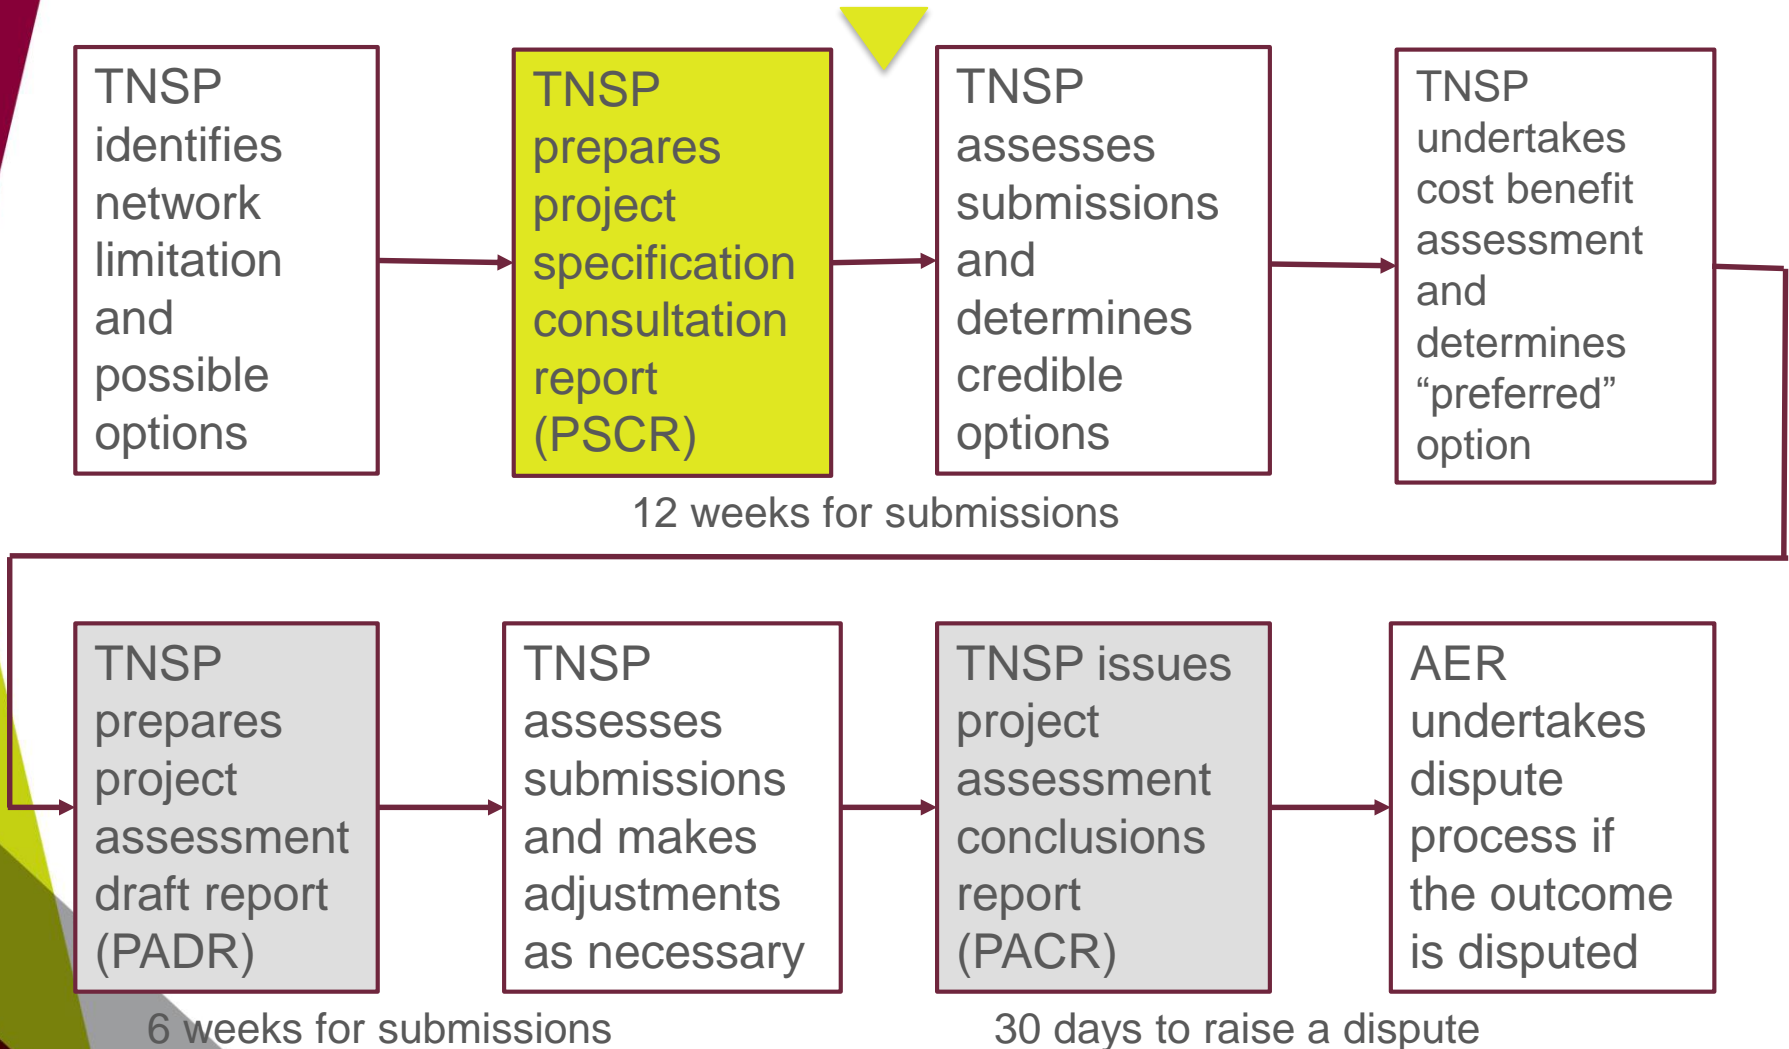 TNSP
identifies
network
limitation
and
possible
options
TNSP
prepares
project
specification
consultation
report
(PSCR)
TNSP
assesses
submissions
and
determines
credible
options
TNSP
undertakes
cost benefit
assessment
and
determines
“preferred”
option
12 weeks for submissions
TNSP
prepares
project
assessment
draft report
(PADR)
TNSP
assesses
submissions
and makes
adjustments
as necessary
TNSP issues
project
assessment
conclusions
report
(PACR)
AER
undertakes
dispute
process if
the outcome
is disputed
6 weeks for submissions
30 days to raise a dispute